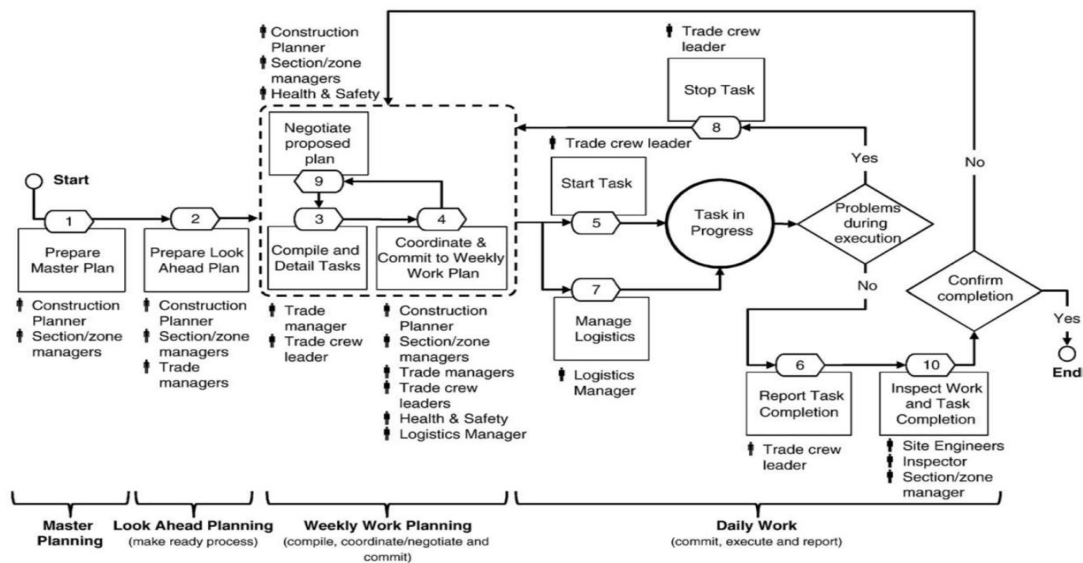 Construction
Planner
Section/zone
managers
Health & Safety
Trade crew
leader
Stop Task
8
Negotiate
proposed
plan
9
Trade crew leader
Start Task
Yes
No
Start
1
Prepare
Master Plan
Construction
Planner
Section/zone
managers
2
Prepare Look
Ahead Plan
Construction
Planner
Section/zone
managers
Trade
managers
3
Compile and
Detail Tasks
Trade
manager
Trade crew
leader
4
Coordinate &
Commit to Weekly
Work Plan
Construction
Planner
Section/zone
managers
Trade managers
Trade crew
leaders
Health & Safety
Logistics Manager
5
Task in
Progress
Problems
during
execution
7
Manage
Logistics
Logistics
Manager
No
Confirm
completion
Yes
End
6
Report Task
Completion
Trade crew
leader
10
Inspect Work
and Task
Completion
Site Engineers
Inspector
Section/zone
manager
Master
Planning
Look Ahead Planning
(make ready process)
Weekly Work Planning
(compile, coordinate/negotiate and
commit)
Daily Work
(commit, execute and report)